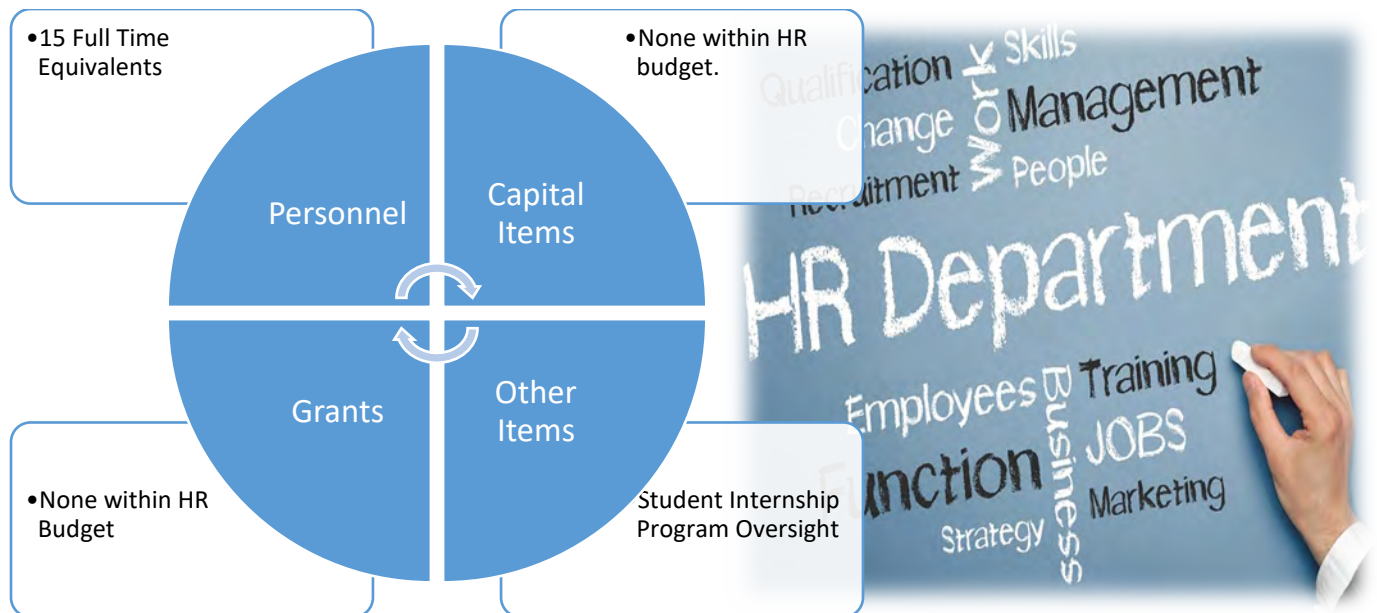 •15 Full Time
Equivalents
•None within HR
budget.
Personnel
Capital
Items
Grants
Other
Items
•None within HR
Budget
Student Internship
Program Oversight
Qualification
Work
Skills
Change
Management
Recruitment
People
HR Department
Employees
Business
Training
Function
JOBS
Strategy
Marketing